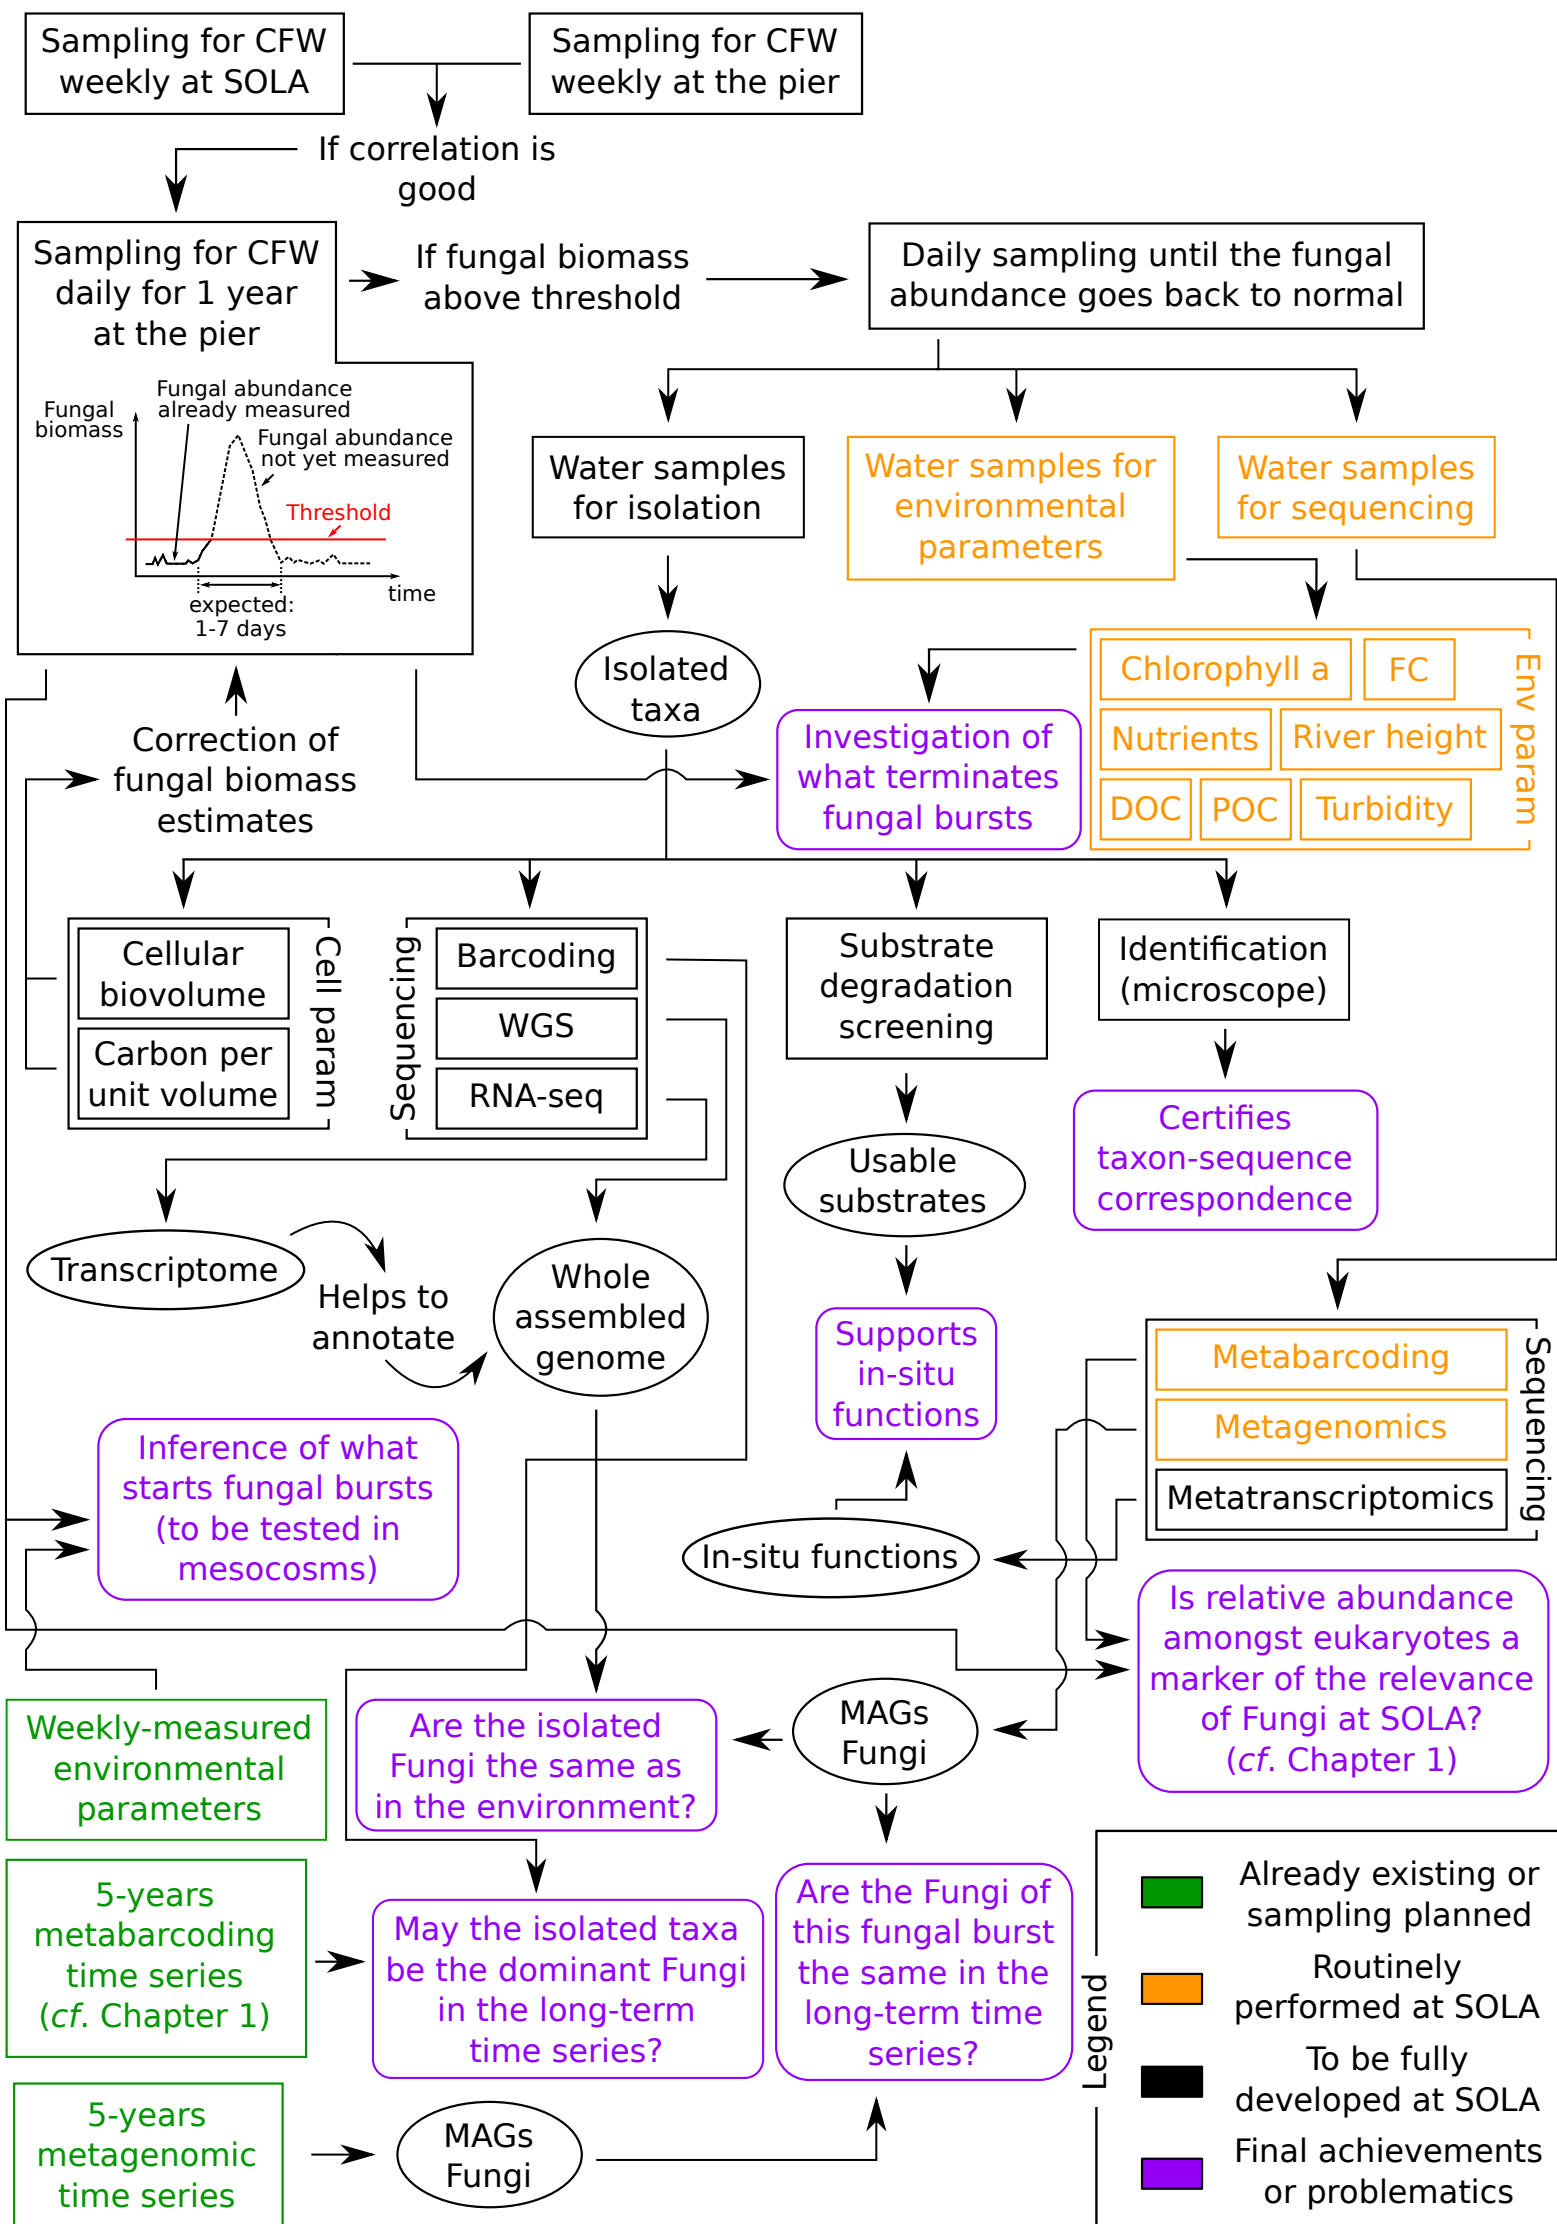 Sampling for CFW
weekly at SOLA
Sampling for CFW
weekly at the pier
If correlation is
good
Sampling for CFW
daily for 1 year
at the pier
If fungal biomass
above threshold
Daily sampling until the fungal
abundance goes back to normal
Fungal
biomass
Fungal abundance
already measured
Fungal abundance
not yet measured
Threshold
time
expected:
1-7 days
Water samples
for isolation
Water samples for
environmental
parameters
Water samples
for sequencing
Isolated
taxa
Chlorophyll a
FC
Nutrients
River height
DOC
POC
Turbidity
Env param
Investigation of
what terminates
fungal bursts
Correction of
fungal biomass
estimates
Cellular
biovolume
Carbon per
unit volume
Cell param
Sequencing
Barcoding
WGS
RNA-seq
Substrate
degradation
screening
Identification
(microscope)
Usable
substrates
Certifies
taxon-sequence
correspondence
Transcriptome
Helps to
annotate
Whole
assembled
genome
Supports
in-situ
functions
Metabarcoding
Metagenomics
Metatranscriptomics
Sequencing
Inference of what
starts fungal bursts
(to be tested in
mesocosms)
In-situ functions
Is relative abundance
amongst eukaryotes a
marker of the relevance
of Fungi at SOLA?
(cf. Chapter 1)
Weekly-measured
environmental
parameters
Are the isolated
Fungi the same as
in the environment?
MAGs
Fungi
5-years
metabarcoding
time series
(cf. Chapter 1)
May the isolated taxa
be the dominant Fungi
in the long-term
time series?
Are the Fungi of
this fungal burst
the same in the
long-term time
series?
5-years
metagenomic
time series
MAGs
Fungi
Legend
Already existing or
sampling planned
Routinely
performed at SOLA
To be fully
developed at SOLA
Final achievements
or problematics